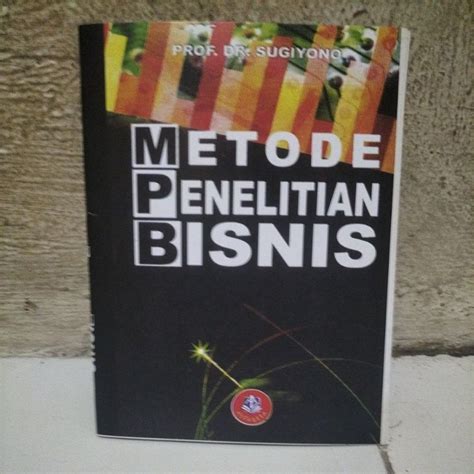 PROF. DR. SUGIYONO
METODE
PENELITIAN
BISNIS